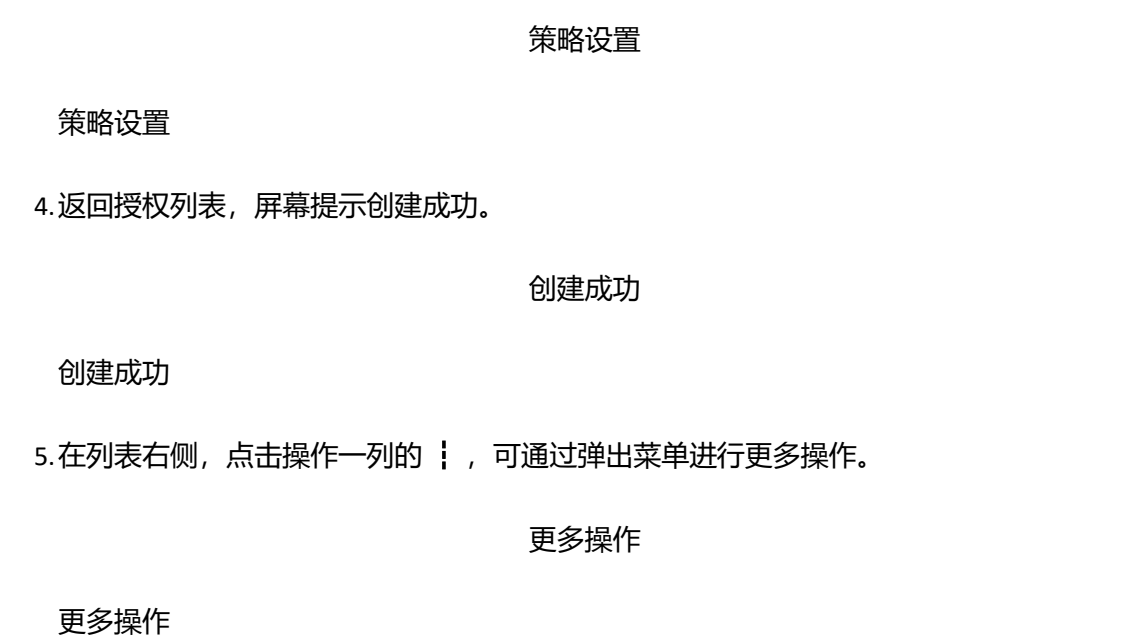 策略设置
策略设置
4.返回授权列表，屏幕提示创建成功。
创建成功
创建成功
5.在列表右侧，点击操作一列的 ┇ ，可通过弹出菜单进行更多操作。
更多操作
更多操作